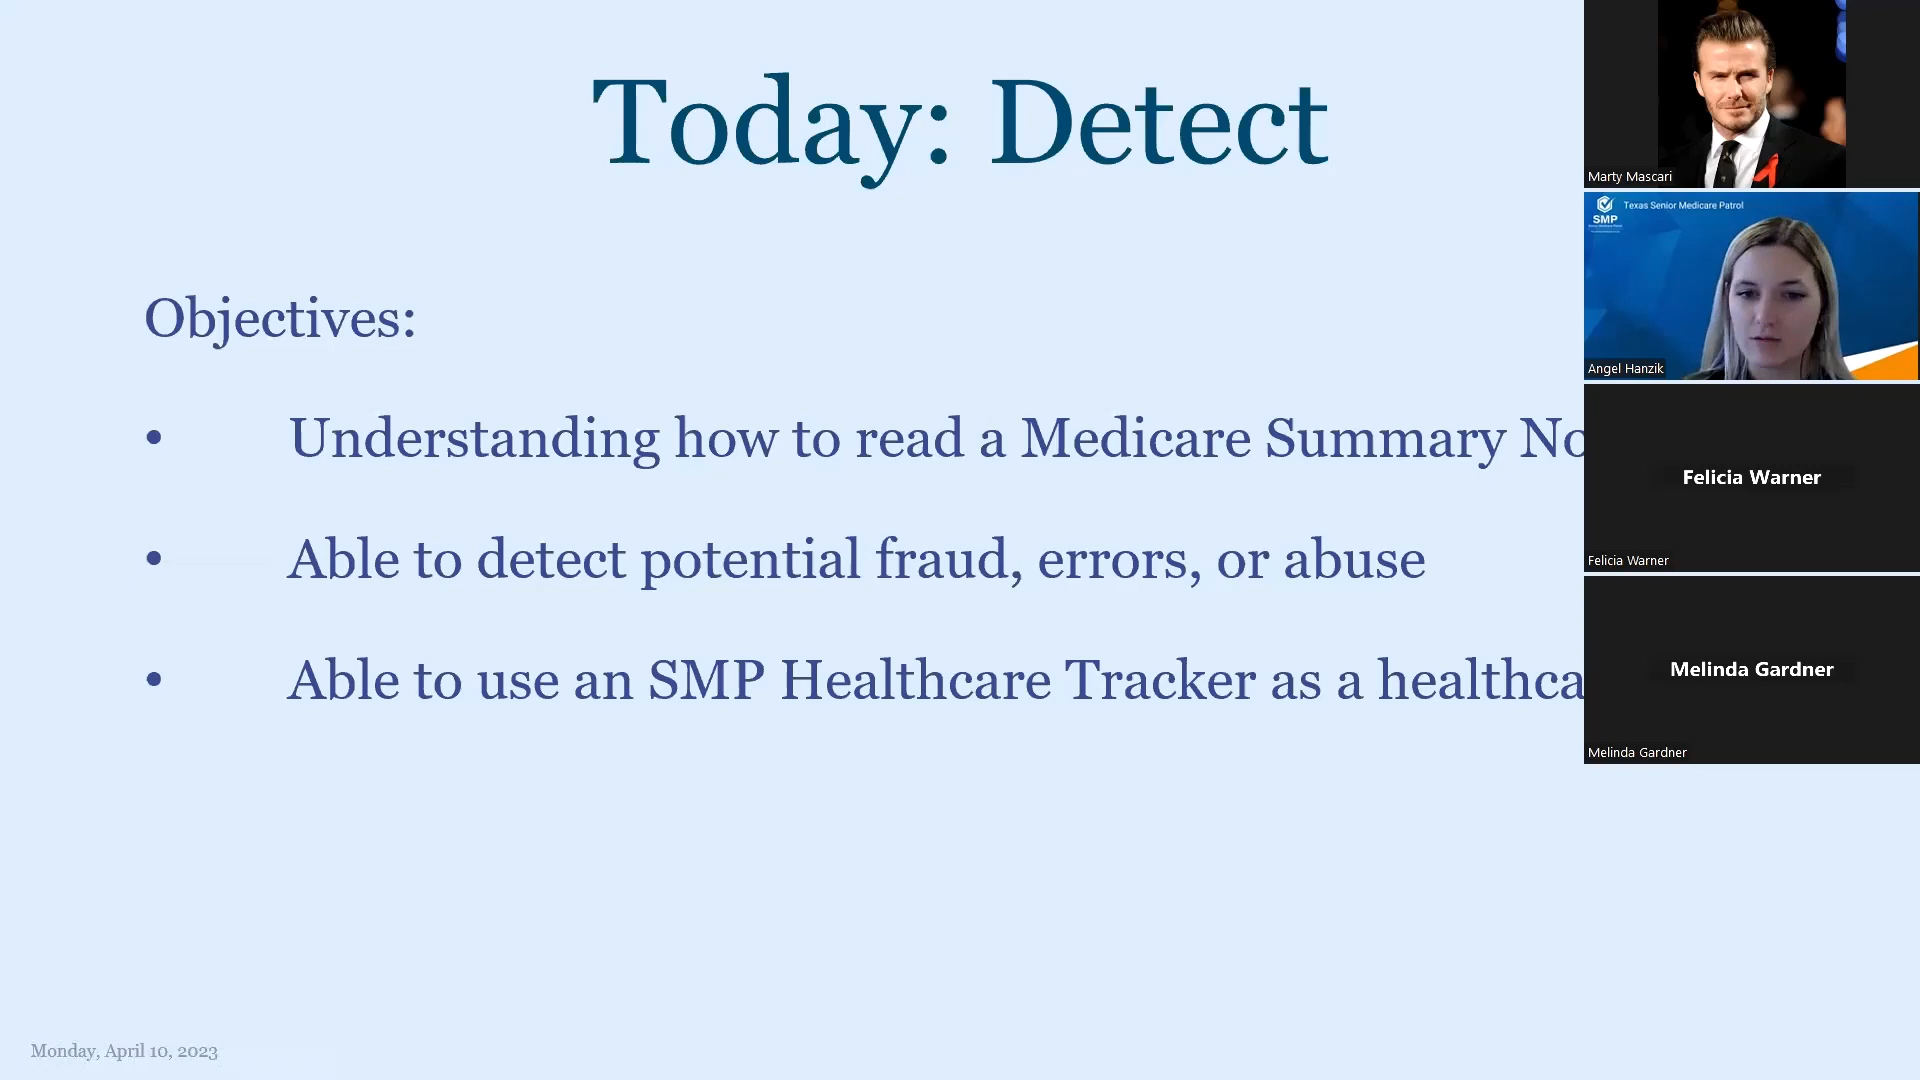 Today: Detect
Objectives:
• Understanding how to read a Medicare Summary No
• Able to detect potential fraud, errors, or abuse
• Able to use an SMP Healthcare Tracker as a healthca
Monday, April 10, 2023
Marty Mascari
SMP
Texas Senior Medicare Patrol
Angel Hanzik
Felicia Warner
Felicia Warner
Melinda Gardner
Melinda Gardner